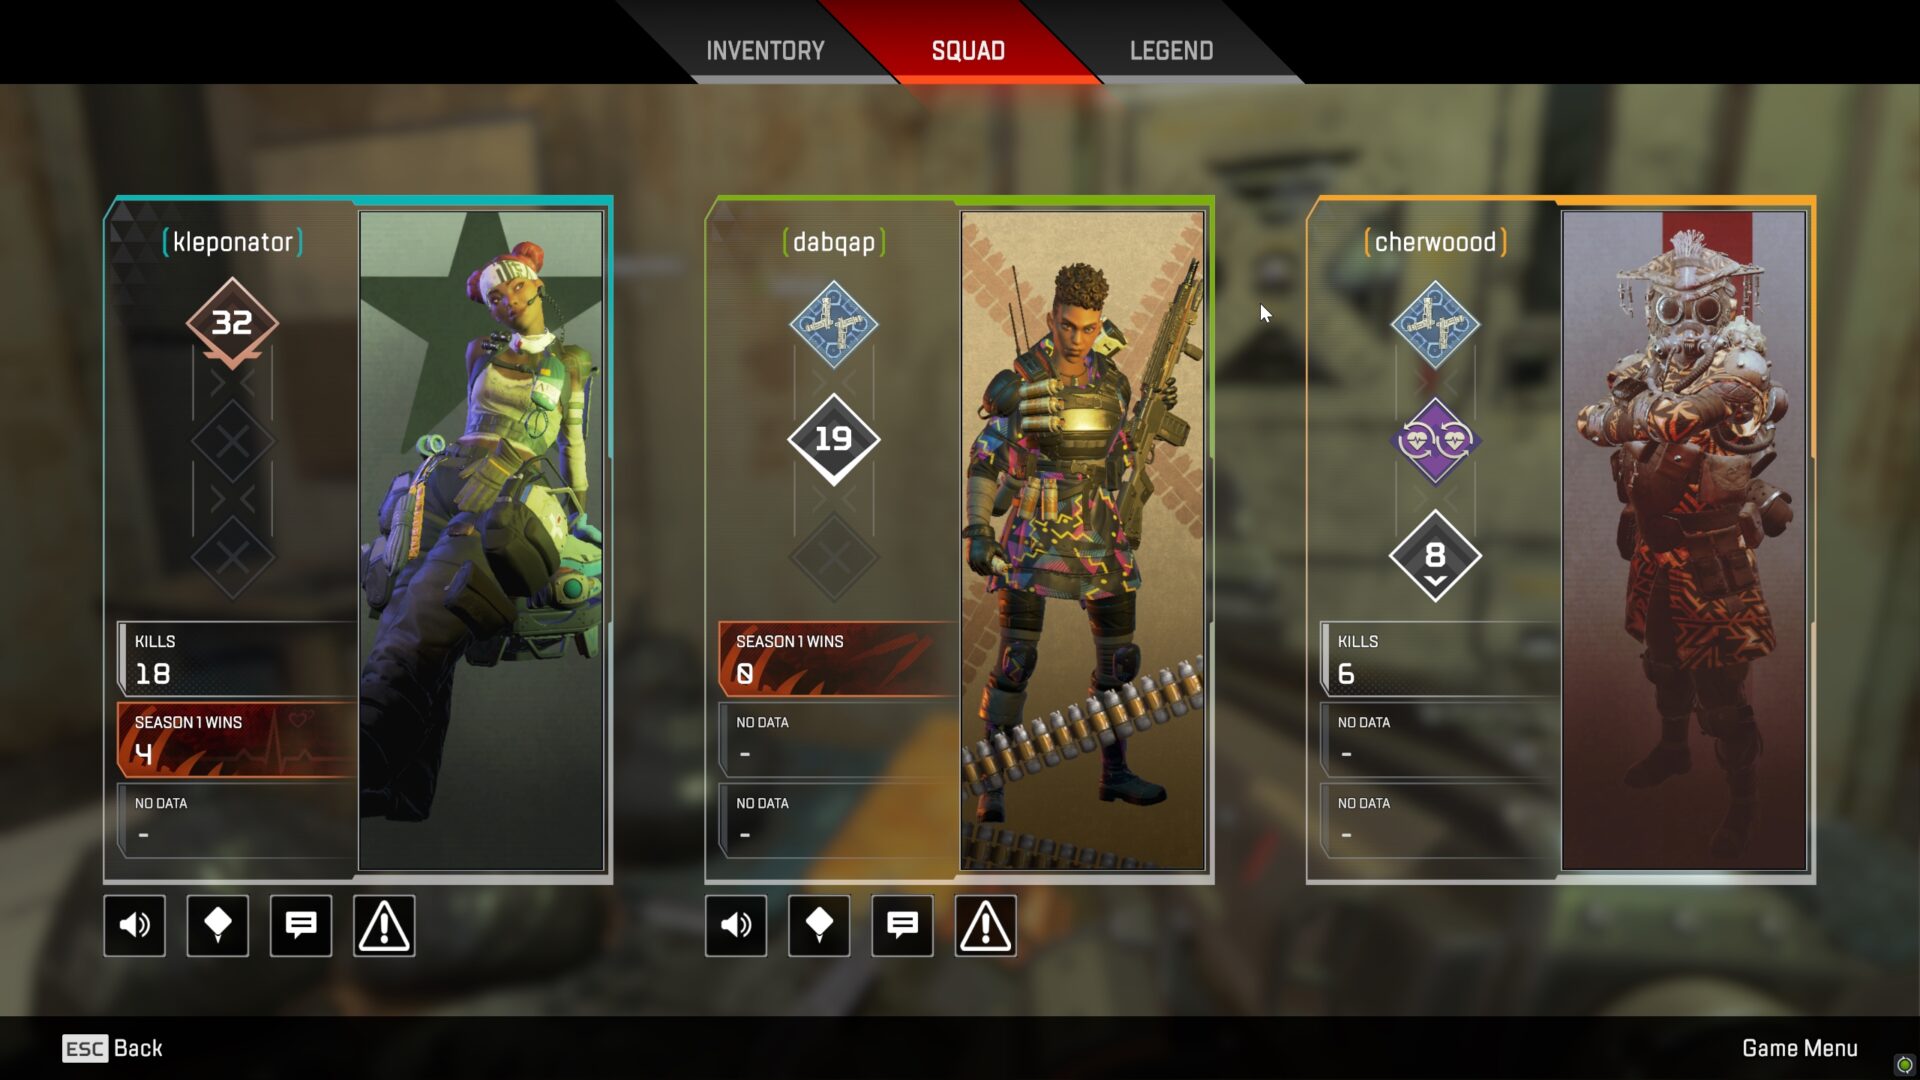 INVENTORY
SQUAD
LEGEND
kleponator
32
KILLS
18
SEASON 1 WINS
4
NO DATA
-
dabqap
19
SEASON 1 WINS
0
NO DATA
-
NO DATA
-
cherwoood
8
KILLS
6
NO DATA
-
NO DATA
-
ESC Back
Game Menu